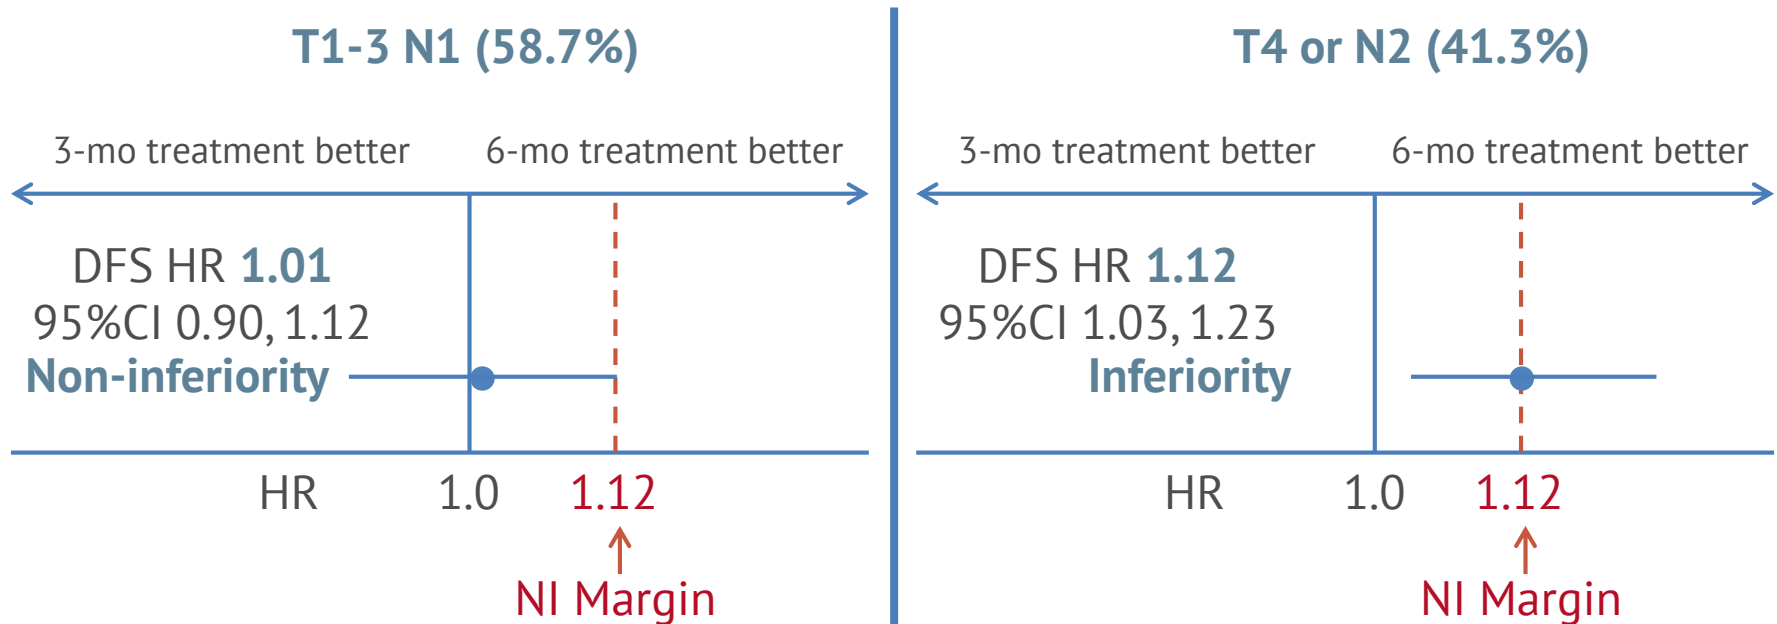 T1-3 N1 (58.7%)
3-mo treatment better
6-mo treatment better
DFS HR 1.01
95%CI 0.90, 1.12
Non-inferiority
HR
1.0
1.12
NI Margin
T4 or N2 (41.3%)
3-mo treatment better
6-mo treatment better
DFS HR 1.12
95%CI 1.03, 1.23
Inferiority
HR
1.0
1.12
NI Margin